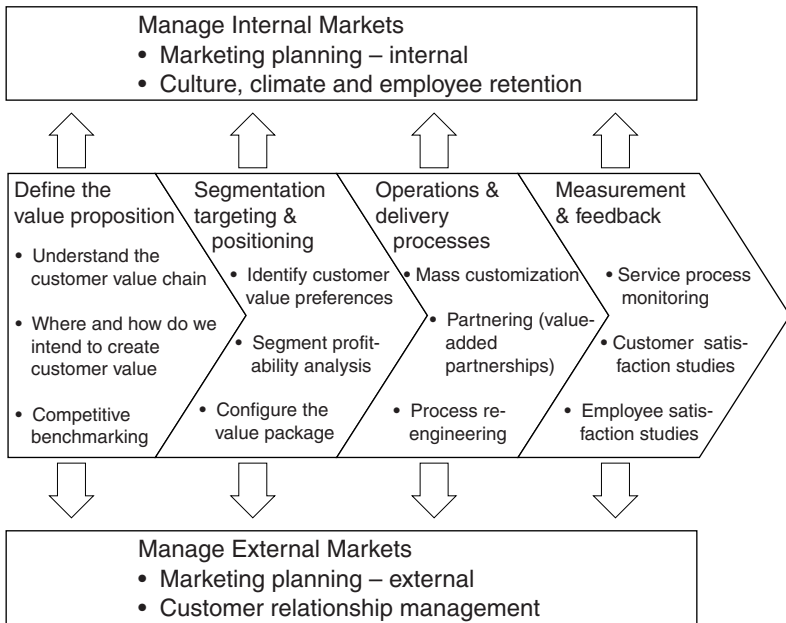 Manage Internal Markets
• Marketing planning – internal
• Culture, climate and employee retention
Define the
value proposition
• Understand the
customer value chain
• Where and how do we
intend to create
customer value
• Competitive
benchmarking
Segmentation
targeting &
positioning
• Identify customer
value preferences
• Segment profit-
ability analysis
• Configure the
value package
Operations &
delivery
processes
• Mass customization
• Partnering (value-
added
partnerships)
• Process re-
engineering
Measurement
& feedback
• Service process
monitoring
• Customer satis-
faction studies
• Employee satis-
faction studies
Manage External Markets
• Marketing planning – external
• Customer relationship management